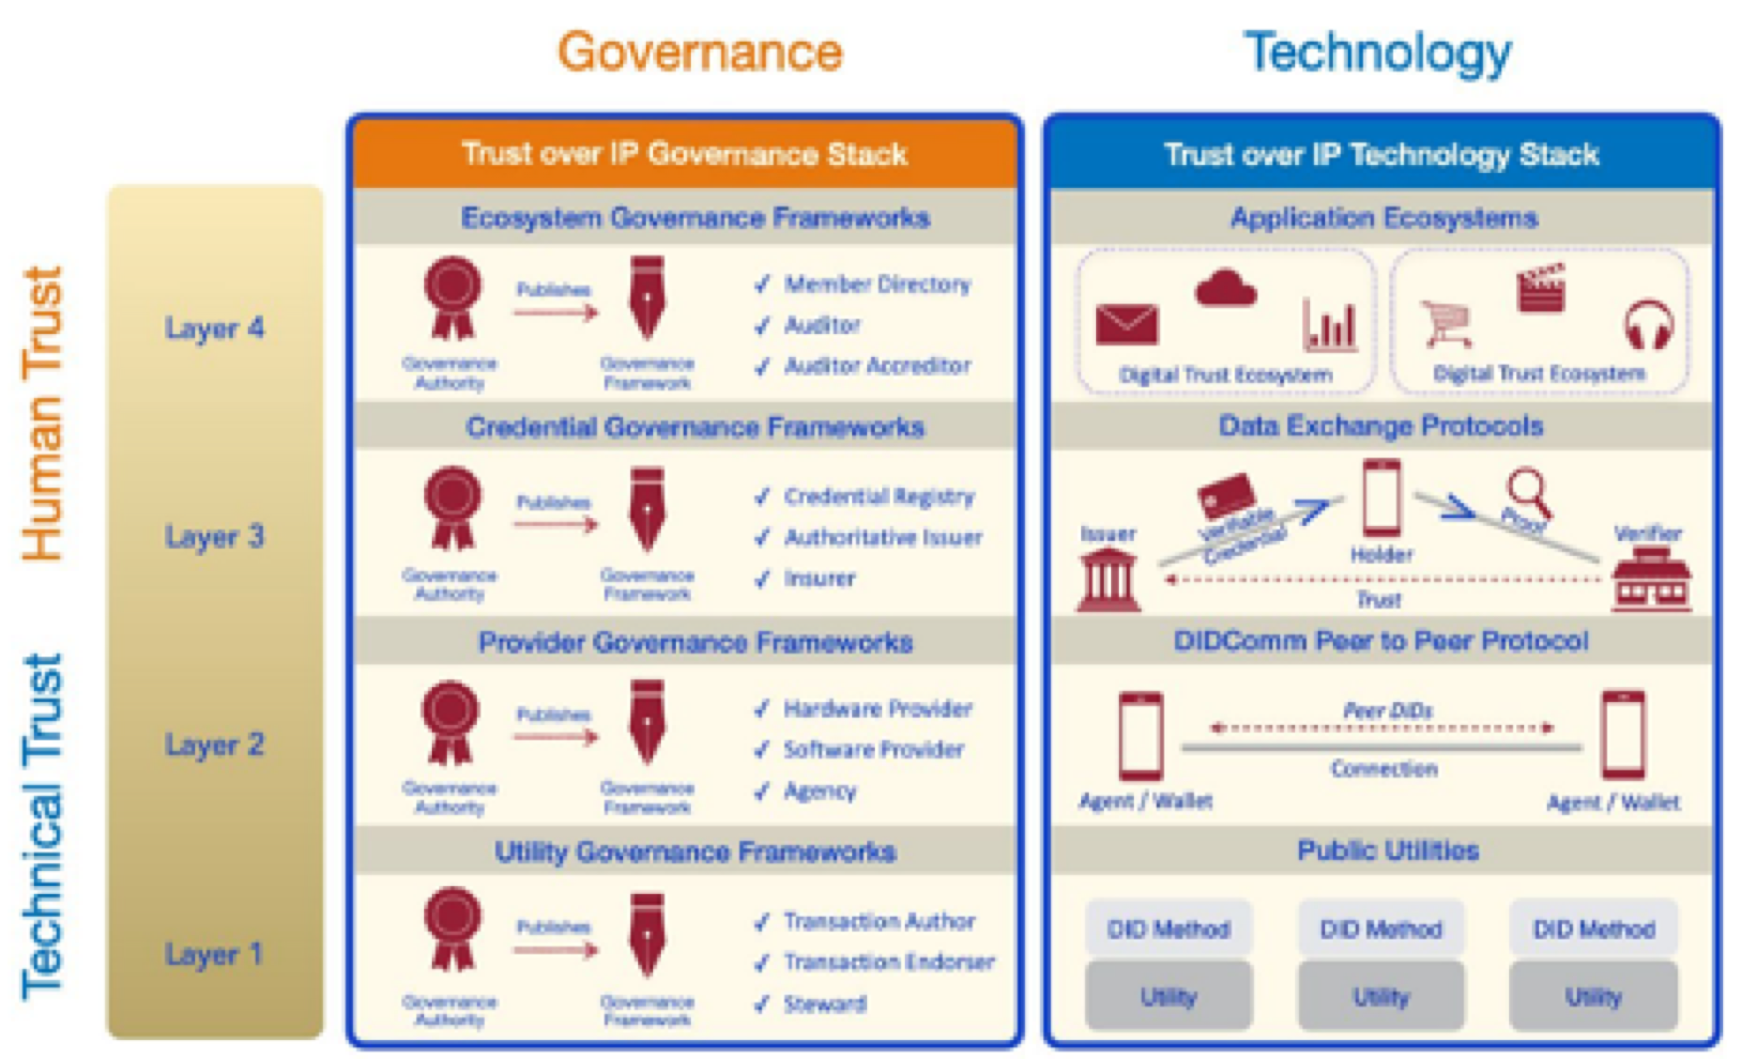 Governance
Technology
Human Trust
Technical Trust
Layer 4
Layer 3
Layer 2
Layer 1
Trust over IP Governance Stack
Ecosystem Governance Frameworks
Governance
Authority
Publishes
Governance
Framework
✓ Member Directory
✓ Auditor
✓ Auditor Accreditor
Credential Governance Frameworks
Governance
Authority
Publishes
Governance
Framework
✓ Credential Registry
✓ Authoritative Issuer
✓ Insurer
Provider Governance Frameworks
Governance
Authority
Publishes
Governance
Framework
✓ Hardware Provider
✓ Software Provider
✓ Agency
Utility Governance Frameworks
Governance
Authority
Publishes
Governance
Framework
✓ Transaction Author
✓ Transaction Endorser
✓ Steward
Trust over IP Technology Stack
Application Ecosystems
Digital Trust Ecosystem
Digital Trust Ecosystem
Data Exchange Protocols
Issuer
Verifiable
Credential
Holder
Proof
Verifier
Trust
DIDComm Peer to Peer Protocol
Peer DIDs
Connection
Agent / Wallet
Agent / Wallet
Public Utilities
DID Method
DID Method
DID Method
Utility
Utility
Utility